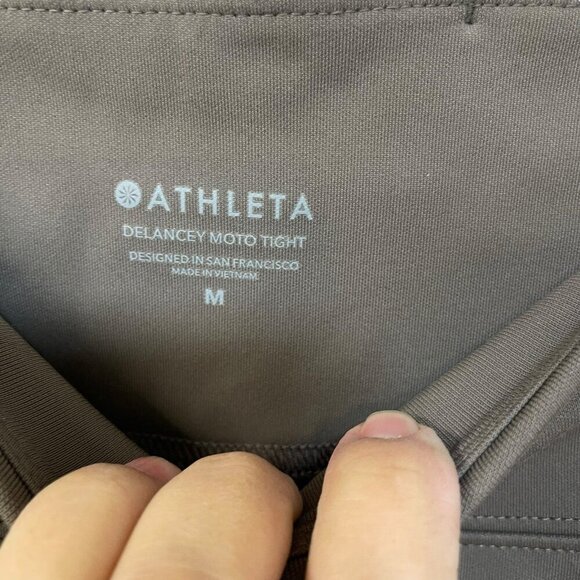 ATHLETA
DELANCEY MOTO TIGHT
DESIGNED IN SAN FRANCISCO
MADE IN VIETNAM
M